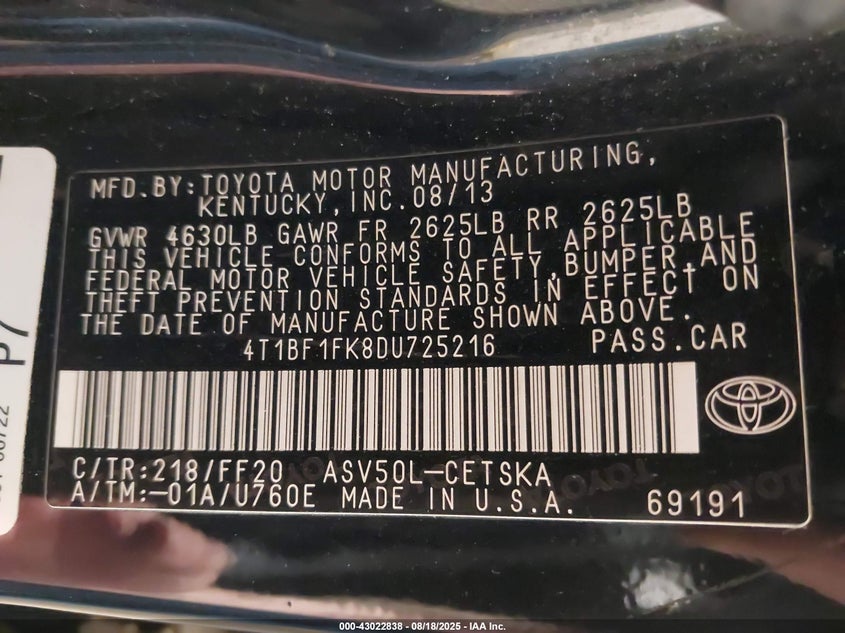 MFD.BY:TOYOTA MOTOR MANUFACTURING,
KENTUCKY,INC.08/13
GVWR 4630LB GAWR FR 2625LB RR 2625LB
THIS VEHICLE CONFORMS TO ALL APPLICABLE
FEDERAL MOTOR VEHICLE SAFETY,BUMPER,AND
THEFT PREVENTION STANDARDS IN EFFECT ON
THE DATE OF MANUFACTURE SHOWN ABOVE.
4T1BF1FK8DU725216 PASS.CAR
C/TR:218/FF20 ASV50L-CETSKA
A/TM:-01A/U760E MADE IN U.S.A. 69191
P7
000-43022838 - 08/18/2025 - IAA Inc.